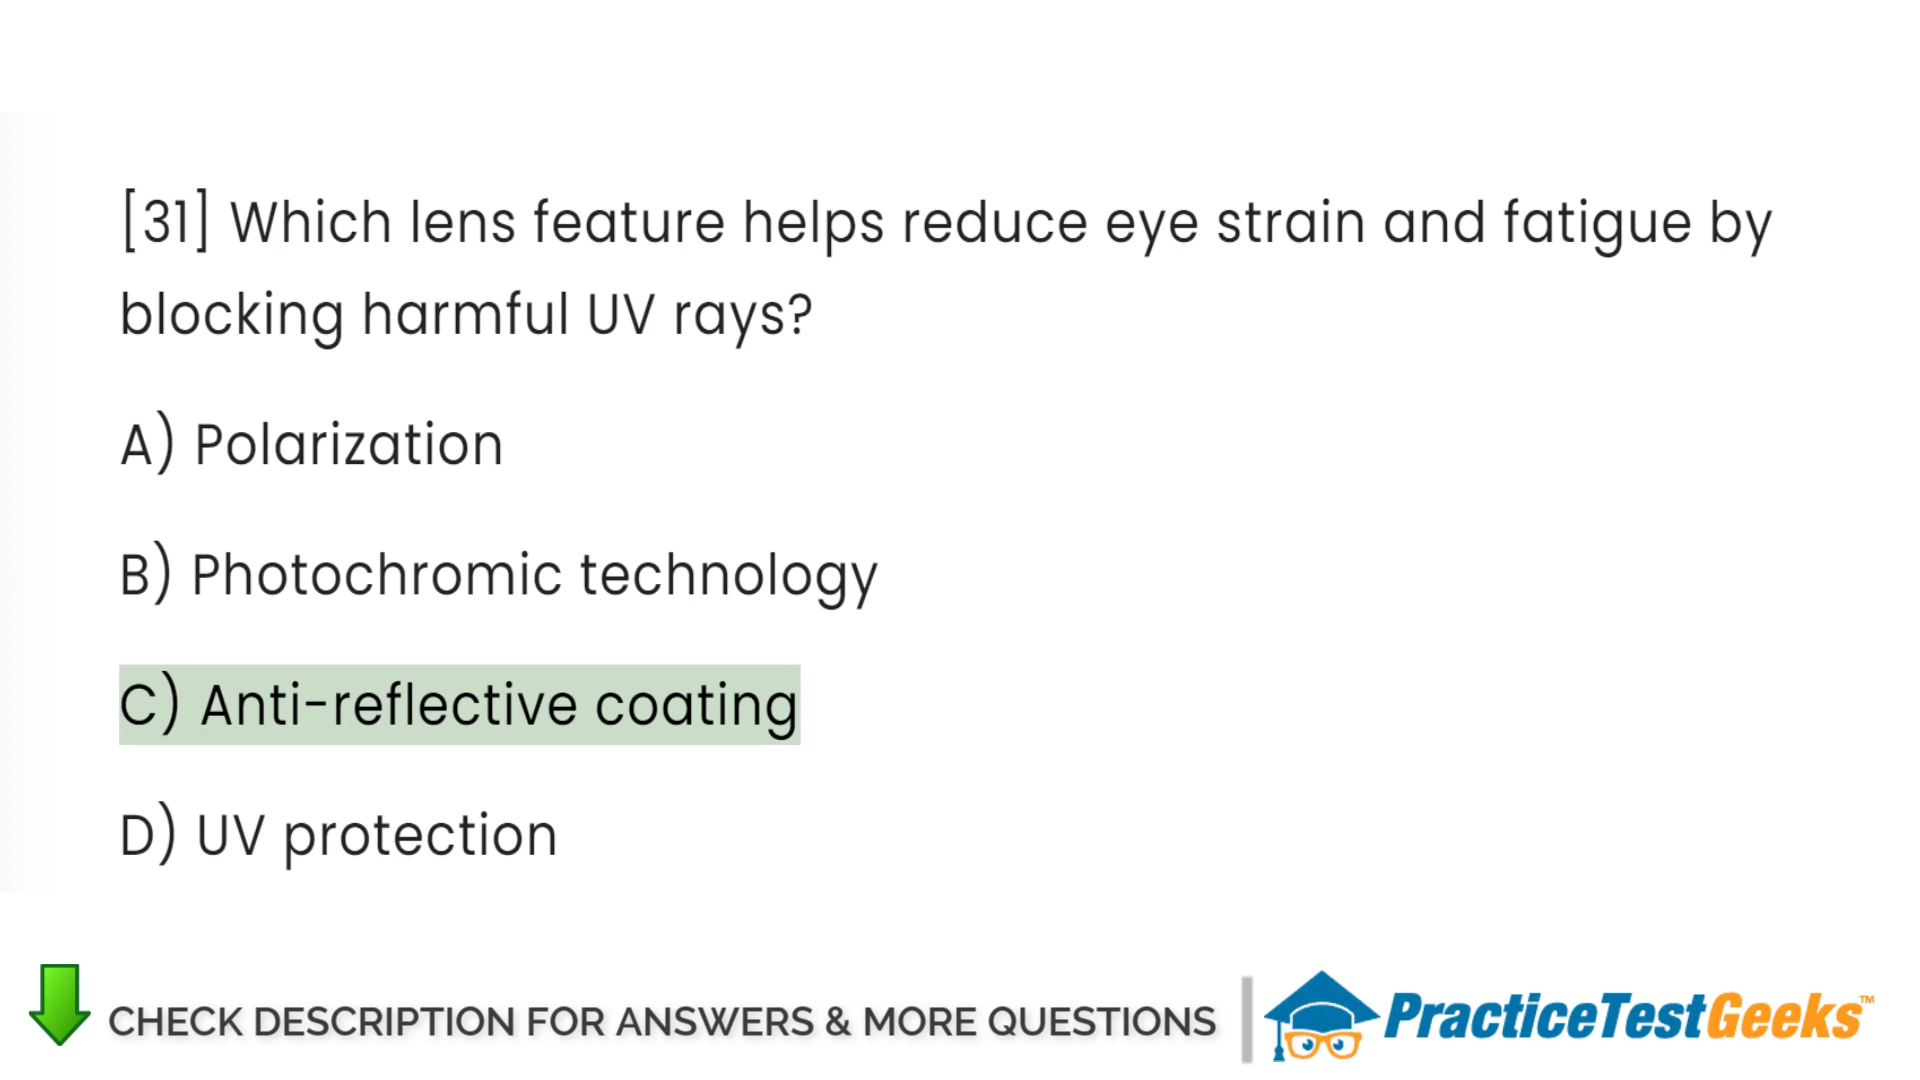 [31] Which lens feature helps reduce eye strain and fatigue by
blocking harmful UV rays?
A) Polarization
B) Photochromic technology
C) Anti-reflective coating
D) UV protection
CHECK DESCRIPTION FOR ANSWERS & MORE QUESTIONS
PracticeTestGeeks™